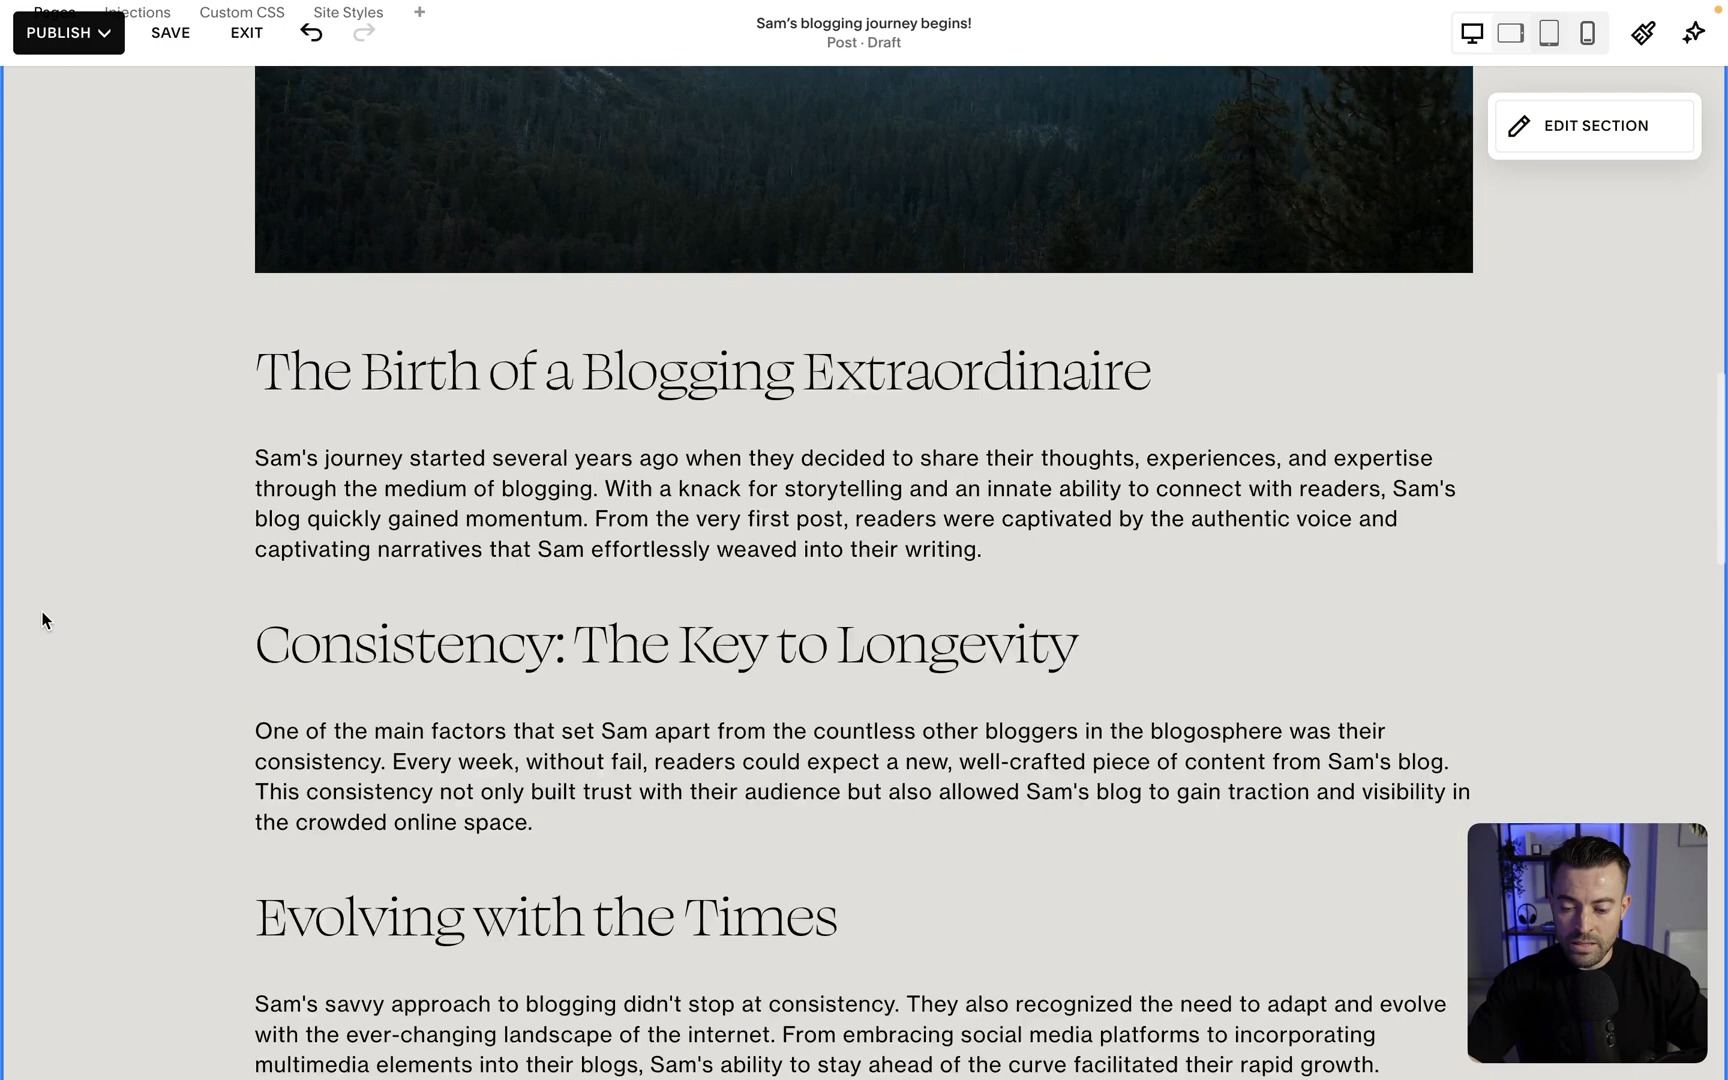 Pages Injections Custom CSS Site Styles +
PUBLISH SAVE EXIT
Sam’s blogging journey begins!
Post · Draft
EDIT SECTION
The Birth of a Blogging Extraordinaire
Sam's journey started several years ago when they decided to share their thoughts, experiences, and expertise
through the medium of blogging. With a knack for storytelling and an innate ability to connect with readers, Sam's
blog quickly gained momentum. From the very first post, readers were captivated by the authentic voice and
captivating narratives that Sam effortlessly weaved into their writing.
Consistency: The Key to Longevity
One of the main factors that set Sam apart from the countless other bloggers in the blogosphere was their
consistency. Every week, without fail, readers could expect a new, well-crafted piece of content from Sam's blog.
This consistency not only built trust with their audience but also allowed Sam's blog to gain traction and visibility in
the crowded online space.
Evolving with the Times
Sam's savvy approach to blogging didn't stop at consistency. They also recognized the need to adapt and evolve
with the ever-changing landscape of the internet. From embracing social media platforms to incorporating
multimedia elements into their blogs, Sam's ability to stay ahead of the curve facilitated their rapid growth.